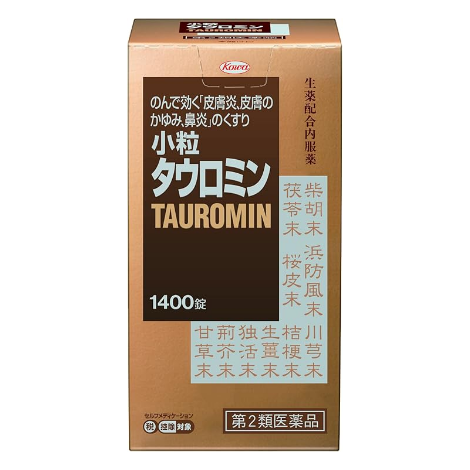 Kowa
のんで効く「皮膚炎、皮膚の
かゆみ、鼻炎」のくすり
小粒
タウロミン
TAUROMIN
1400錠
生薬配合内服薬
柴胡末
茯苓末
浜防風末
桜皮末
川芎末
桔梗末
生薑末
独活末
荊芥末
甘草末
セルフメディケーション
税 控除 対象
第2類医薬品